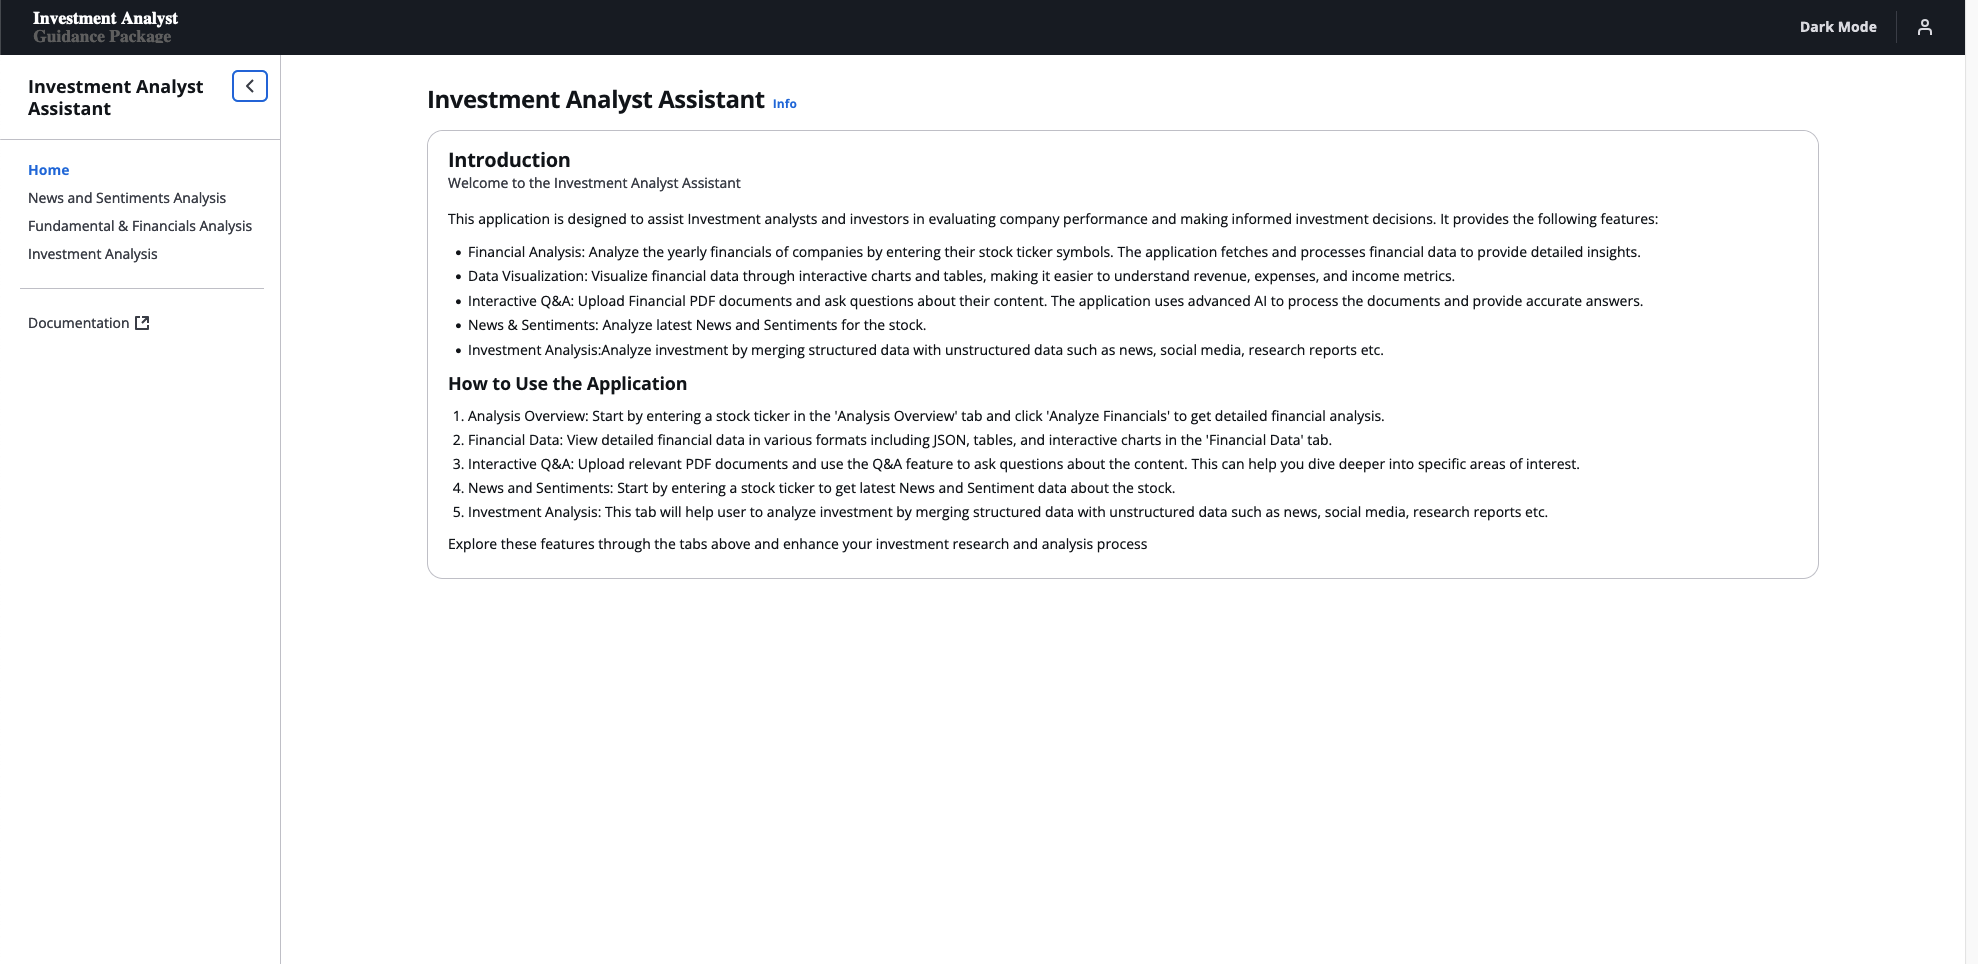 Investment Analyst
Guidance Package
Dark Mode
Investment Analyst
Assistant
Home
News and Sentiments Analysis
Fundamental & Financials Analysis
Investment Analysis
Documentation
Investment Analyst Assistant Info
Introduction
Welcome to the Investment Analyst Assistant
This application is designed to assist Investment analysts and investors in evaluating company performance and making informed investment decisions. It provides the following features:
• Financial Analysis: Analyze the yearly financials of companies by entering their stock ticker symbols. The application fetches and processes financial data to provide detailed insights.
• Data Visualization: Visualize financial data through interactive charts and tables, making it easier to understand revenue, expenses, and income metrics.
• Interactive Q&A: Upload Financial PDF documents and ask questions about their content. The application uses advanced AI to process the documents and provide accurate answers.
• News & Sentiments: Analyze latest News and Sentiments for the stock.
• Investment Analysis:Analyze investment by merging structured data with unstructured data such as news, social media, research reports etc.
How to Use the Application
1. Analysis Overview: Start by entering a stock ticker in the 'Analysis Overview' tab and click 'Analyze Financials' to get detailed financial analysis.
2. Financial Data: View detailed financial data in various formats including JSON, tables, and interactive charts in the 'Financial Data' tab.
3. Interactive Q&A: Upload relevant PDF documents and use the Q&A feature to ask questions about the content. This can help you dive deeper into specific areas of interest.
4. News and Sentiments: Start by entering a stock ticker to get latest News and Sentiment data about the stock.
5. Investment Analysis: This tab will help user to analyze investment by merging structured data with unstructured data such as news, social media, research reports etc.
Explore these features through the tabs above and enhance your investment research and analysis process